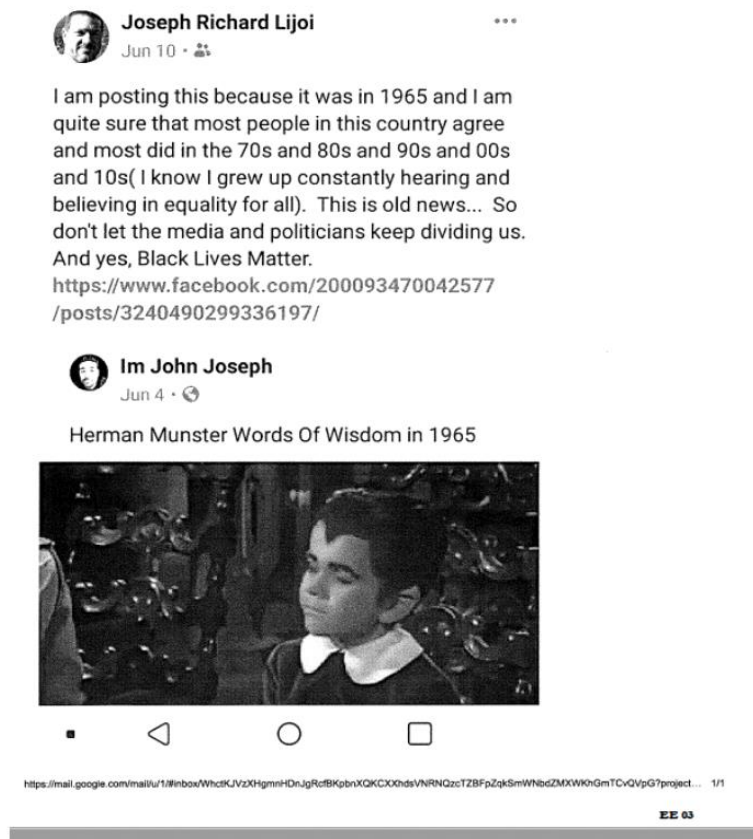 Joseph Richard Lijoi
Jun 10 ·
I am posting this because it was in 1965 and I am
quite sure that most people in this country agree
and most did in the 70s and 80s and 90s and 00s
and 10s( I know I grew up constantly hearing and
believing in equality for all). This is old news... So
don't let the media and politicians keep dividing us.
And yes, Black Lives Matter.
https://www.facebook.com/200093470042577
/posts/3240490299336197/
Im John Joseph
Jun 4 ·
Herman Munster Words Of Wisdom in 1965
1/1
EE 03